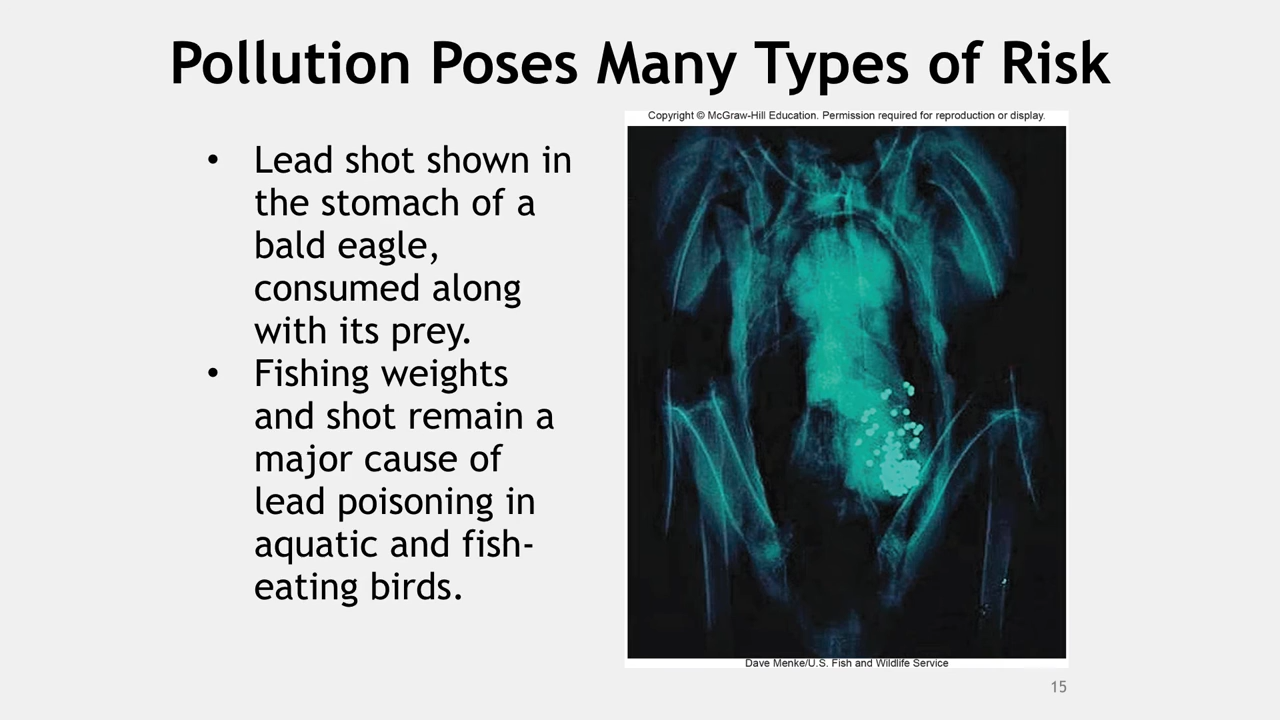 Pollution Poses Many Types of Risk
Copyright © McGraw-Hill Education. Permission required for reproduction or display.
• Lead shot shown in
the stomach of a
bald eagle,
consumed along
with its prey.
• Fishing weights
and shot remain a
major cause of
lead poisoning in
aquatic and fish-
eating birds.
Dave Menke/U.S. Fish and Wildlife Service
15